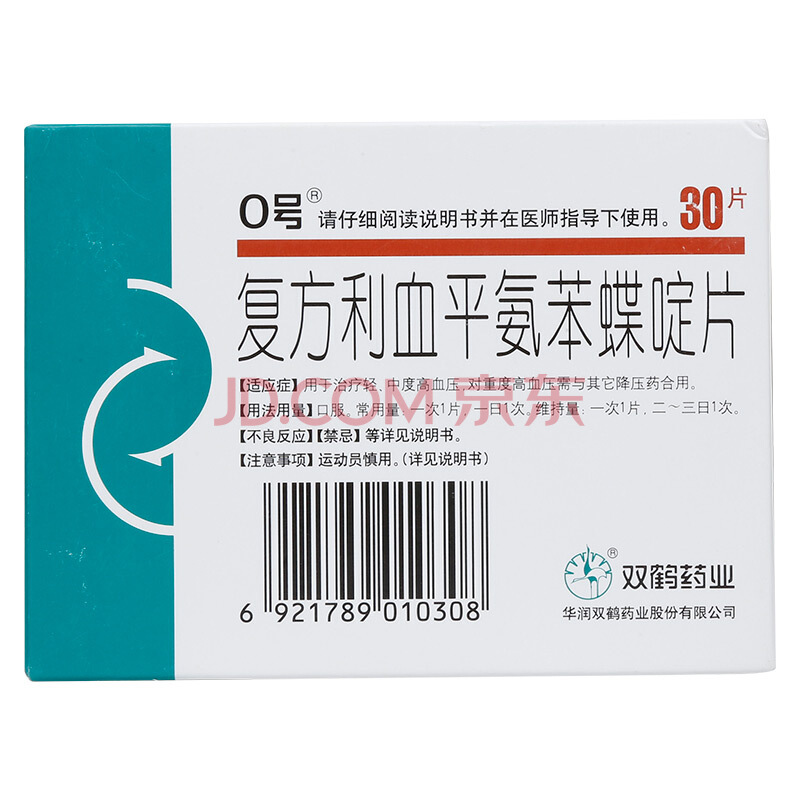 0号® 请仔细阅读说明书并在医师指导下使用。 30片
复方利血平氨苯蝶啶片
【适应症】用于治疗轻、中度高血压,对重度高血压需与其它降压药合用。
JD.COM 京东
【用法用量】口服。常用量:一次1片,一日1次。维持量:一次1片,二~三日1次。
【不良反应】【禁忌】等详见说明书。
【注意事项】运动员慎用。(详见说明书)
6 921789 010308
® 双鹤药业
华润双鹤药业股份有限公司